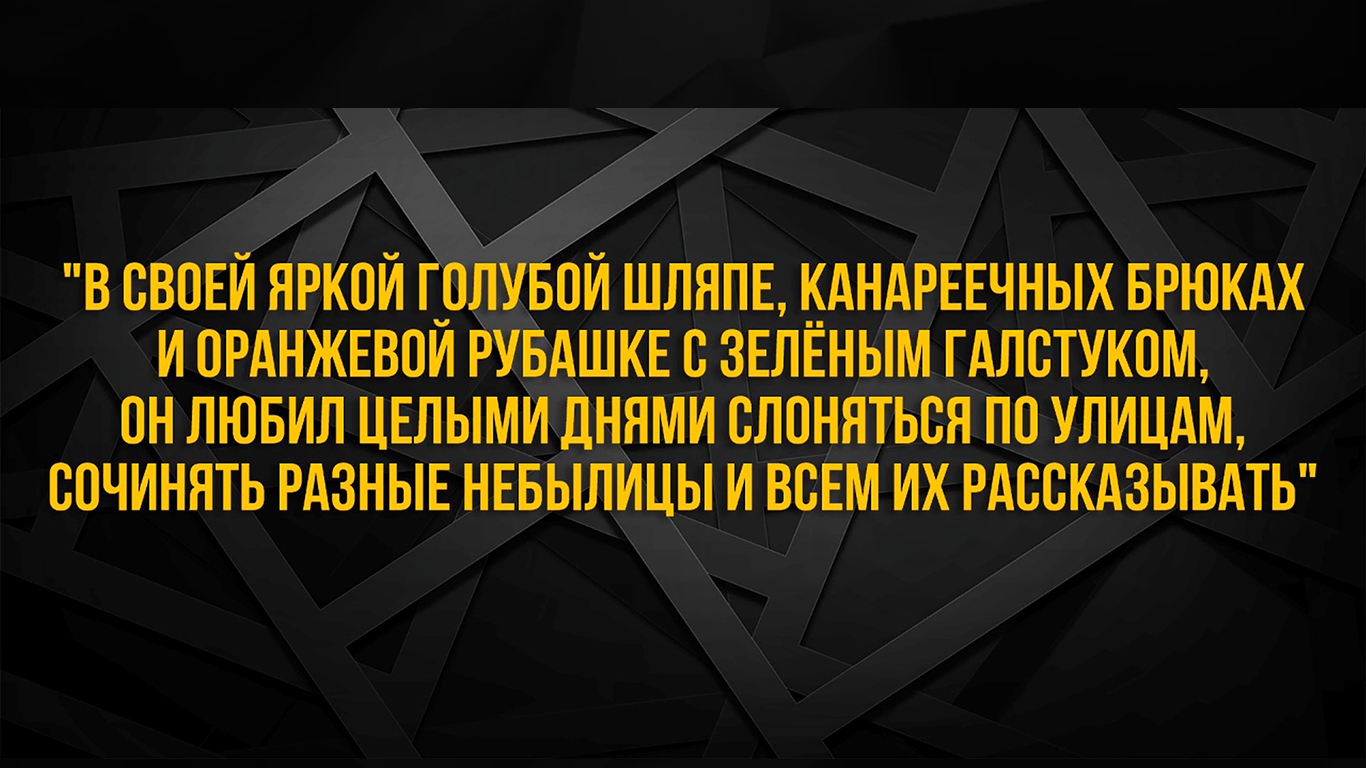 "В СВОЕЙ ЯРКОЙ ГОЛУБОЙ ШЛЯПЕ, КАНАРЕЕЧНЫХ БРЮКАХ
И ОРАНЖЕВОЙ РУБАШКЕ С ЗЕЛЁНЫМ ГАЛСТУКОМ,
ОН ЛЮБИЛ ЦЕЛЫМИ ДНЯМИ СЛОНЯТЬСЯ ПО УЛИЦАМ,
СОЧИНЯТЬ РАЗНЫЕ НЕБЫЛИЦЫ И ВСЕМ ИХ РАССКАЗЫВАТЬ"